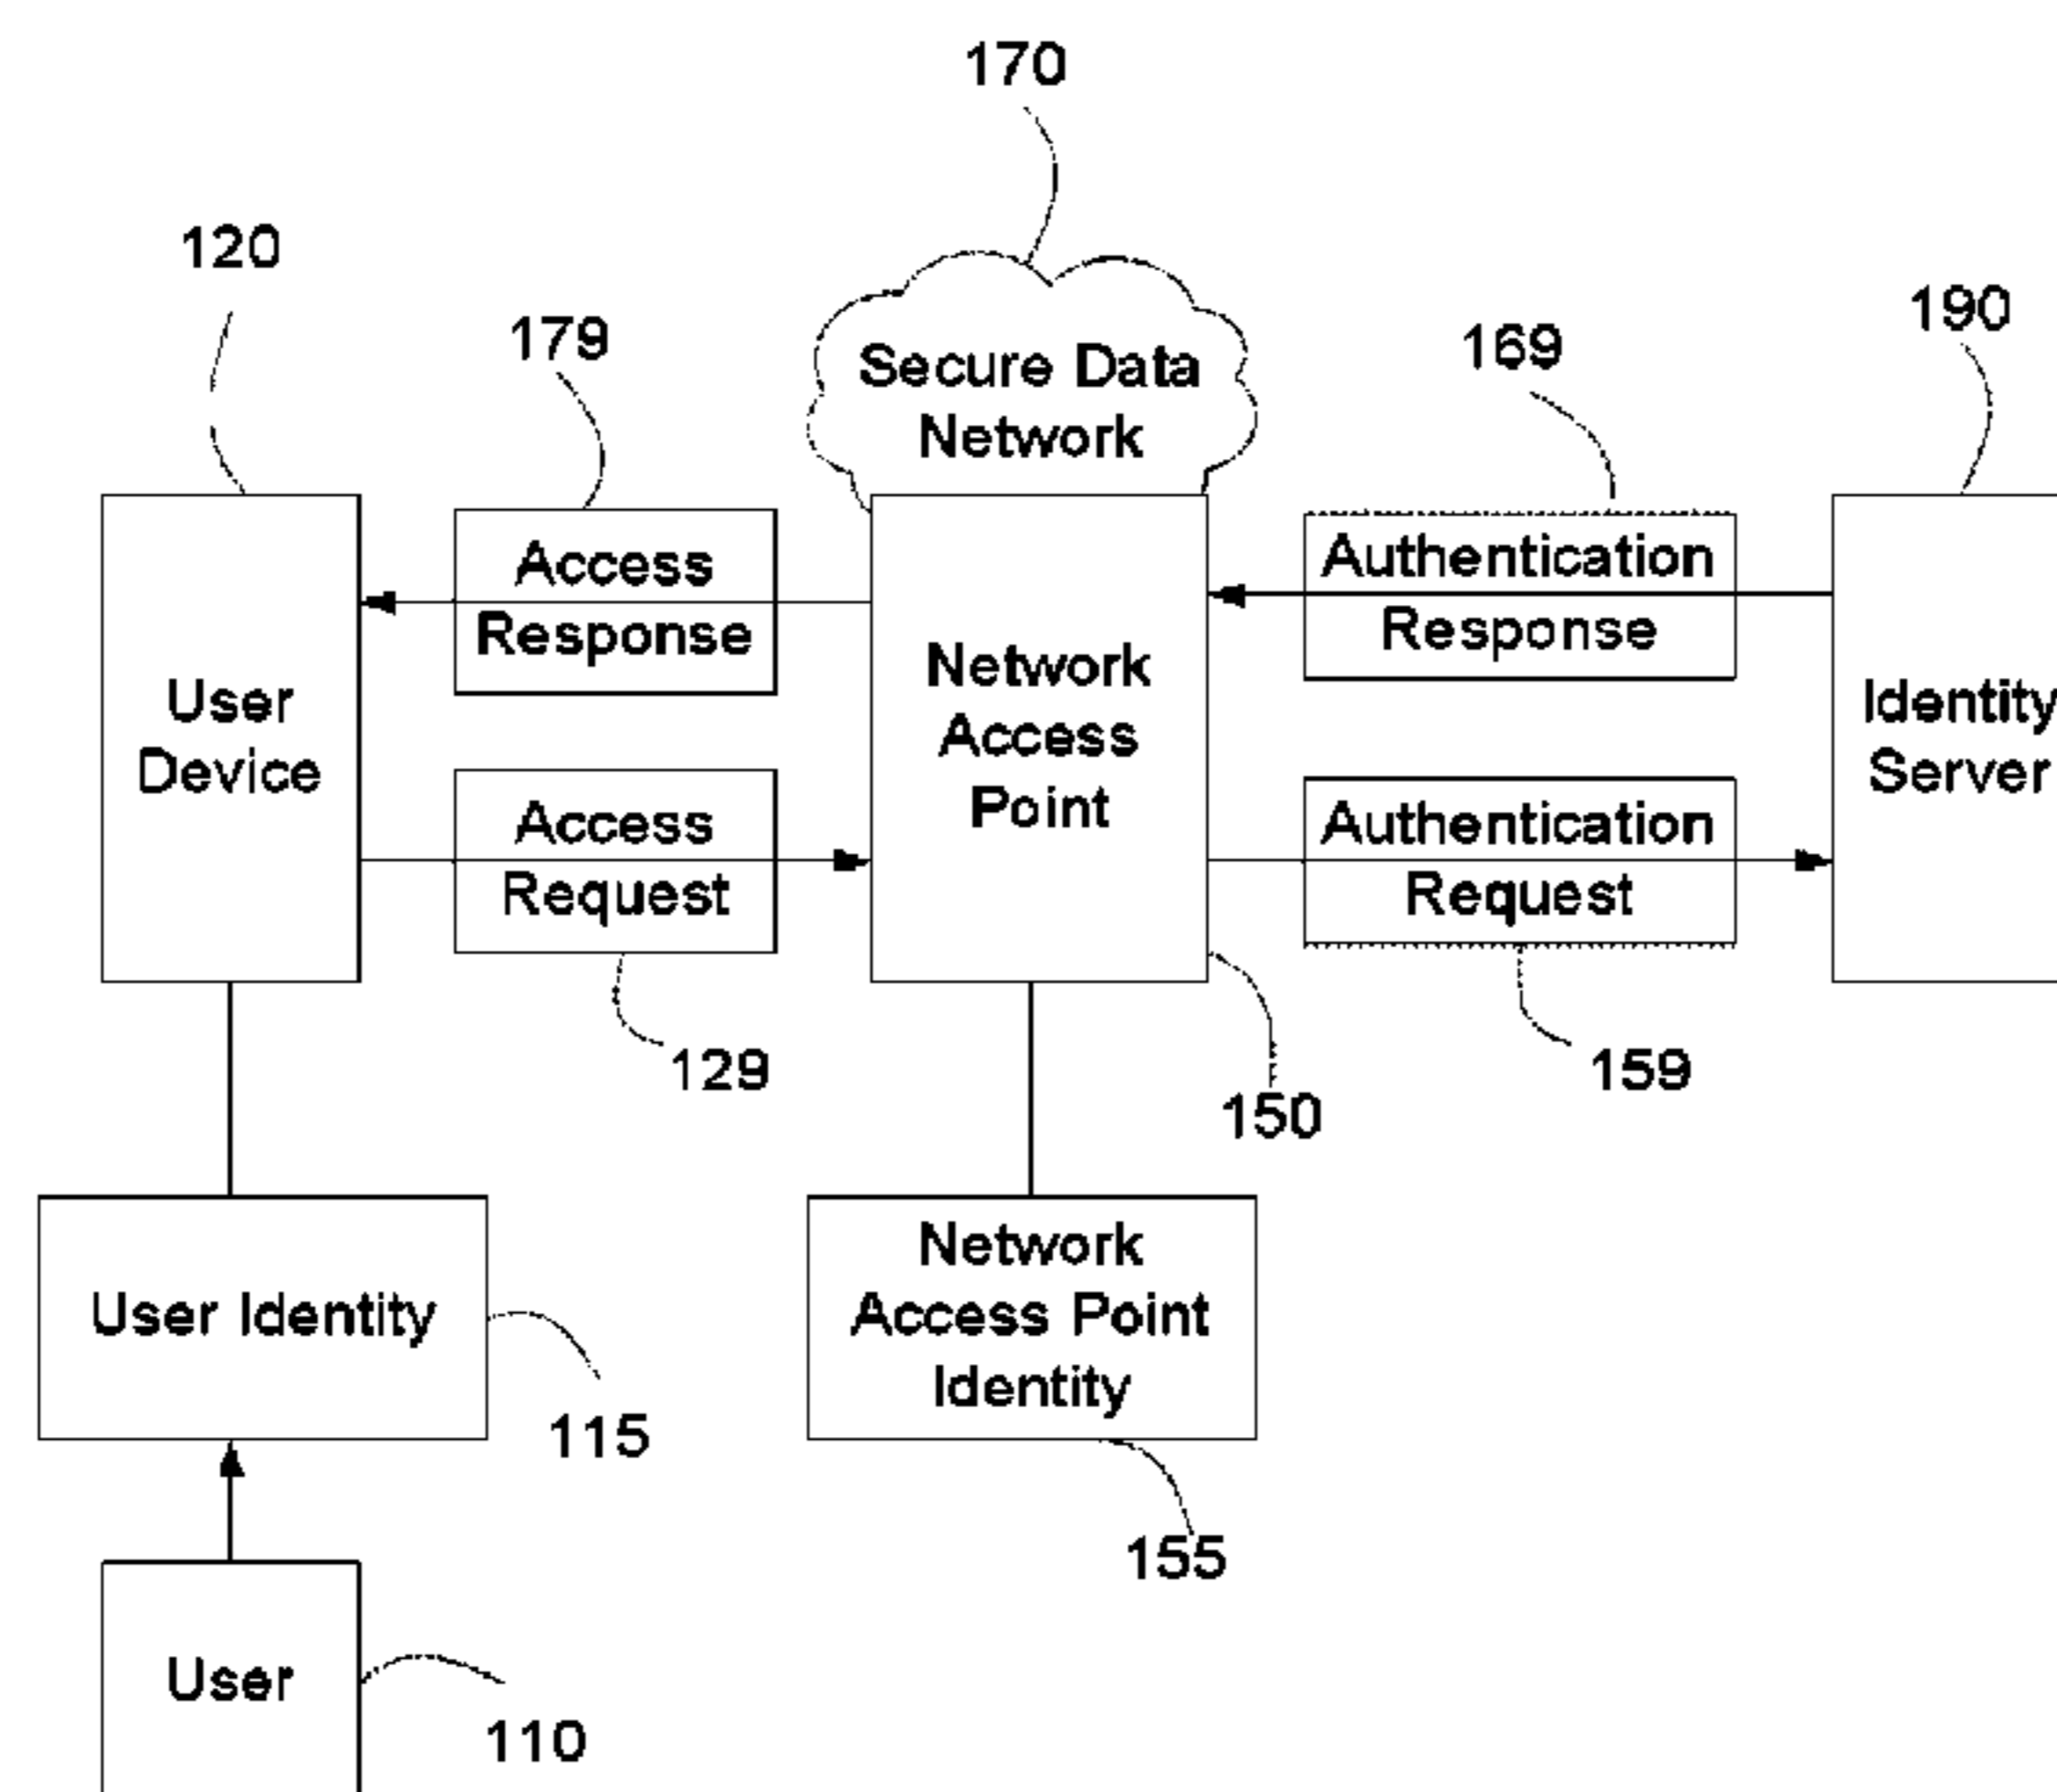 170
120
179
Secure Data
Network
169
190
Access
Response
Authentication
Response
User
Device
Network
Access
Point
Identity
Server
Access
Request
Authentication
Request
129
150
159
User Identity
115
Network
Access Point
Identity
155
User
110